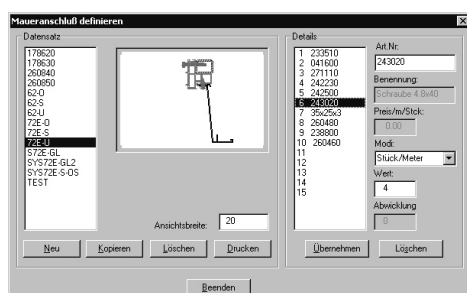 Maueranschluß definieren
Datensatz
178620
178630
260840
260850
62-O
62-S
62-U
72E-O
72E-S
72E-U
S72E-GL
SYS72E-GL2
SYS72E-S-OS
TEST
Ansichtsbreite: 20
Neu Kopieren Löschen Drucken
Details
1 233510
2 041600
3 271110
4 242230
5 242500
6 243020
7 35x25x3
8 260480
9 238800
10 260460
11
12
13
14
15
Art.Nr.
243020
Benennung:
Schraube 4.8x40
Preis/m/Stck:
0.00
Modi:
Stück/Meter
Wert:
4
Abwicklung
0
Übernehmen Löschen
Beenden